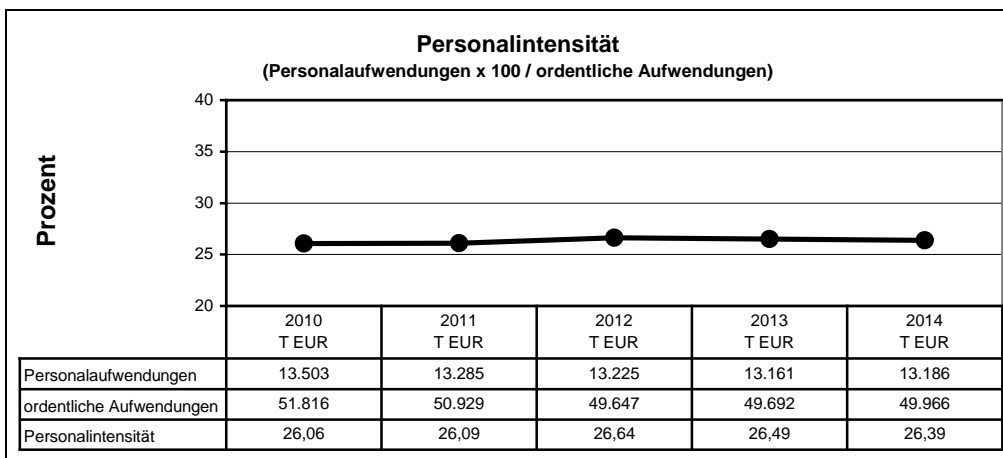 Personalintensität
(Personalaufwendungen x 100 / ordentliche Aufwendungen)
Prozent
40
35
30
25
20
2010 2011 2012 2013 2014
T EUR T EUR T EUR T EUR T EUR
Personalaufwendungen 13.503 13.285 13.225 13.161 13.186
ordentliche Aufwendungen 51.816 50.929 49.647 49.692 49.966
Personalintensität 26,06 26,09 26,64 26,49 26,39